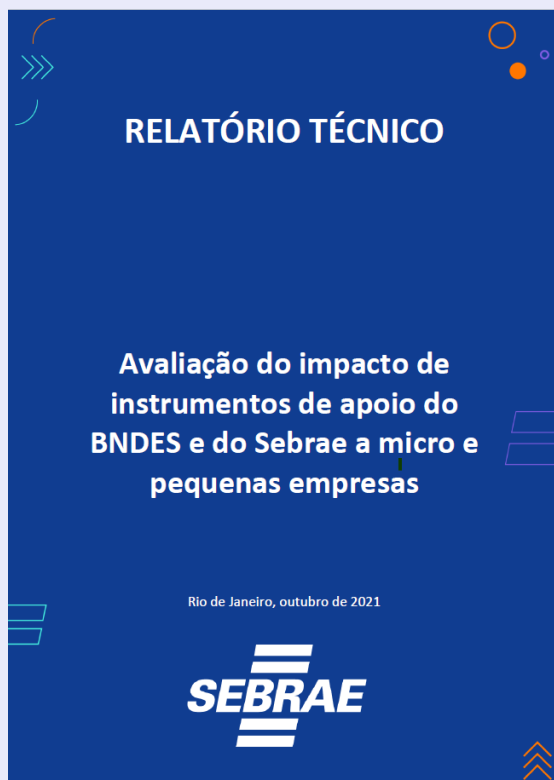 RELATÓRIO TÉCNICO
Avaliação do impacto de
instrumentos de apoio do
BNDES e do Sebrae a micro e
pequenas empresas
Rio de Janeiro, outubro de 2021
SEBRAE